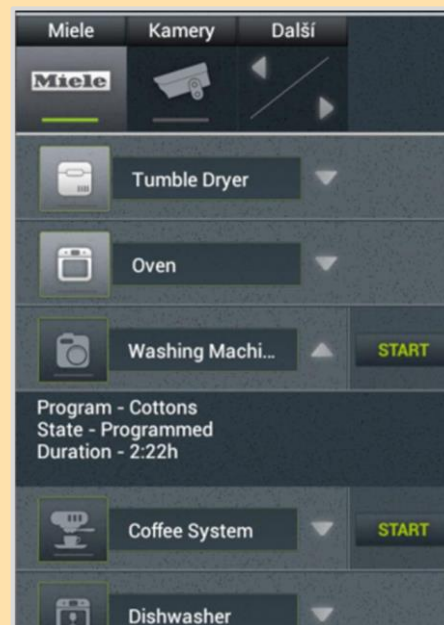 Miele Kamery Další
Miele
Tumble Dryer
Oven
Washing Machi... START
Program - Cottons
State - Programmed
Duration - 2:22h
Coffee System START
Dishwasher